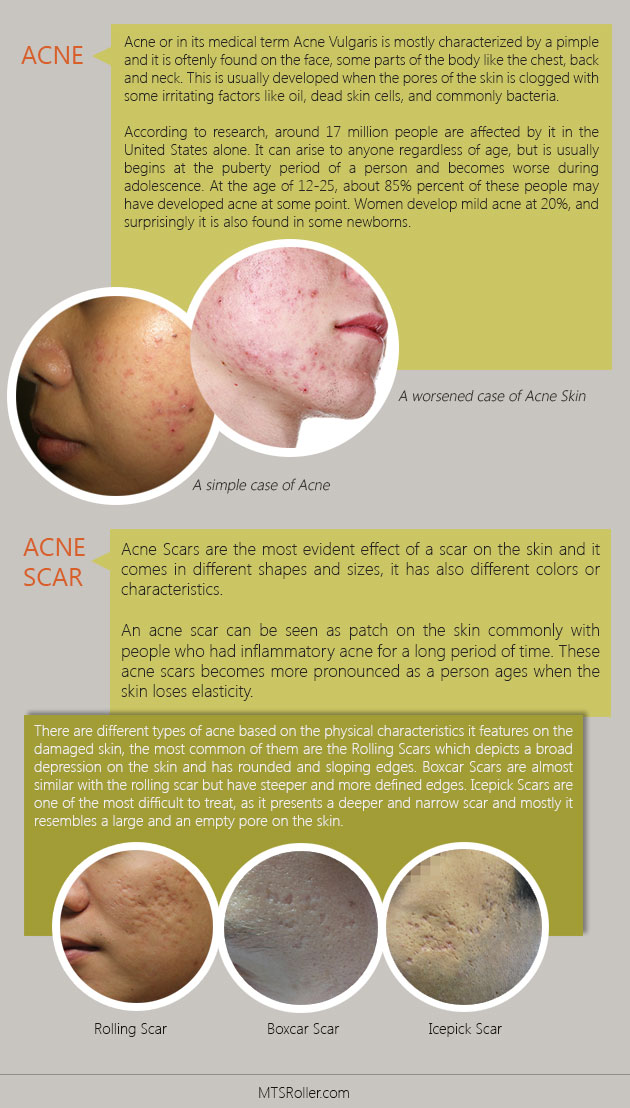 ACNE
Acne or in its medical term Acne Vulgaris is mostly characterized by a pimple
and it is oftenly found on the face, some parts of the body like the chest, back
and neck. This is usually developed when the pores of the skin is clogged with
some irritating factors like oil, dead skin cells, and commonly bacteria.
According to research, around 17 million people are affected by it in the
United States alone. It can arise to anyone regardless of age, but is usually
begins at the puberty period of a person and becomes worse during
adolescence. At the age of 12-25, about 85% percent of these people may
have developed acne at some point. Women develop mild acne at 20%, and
surprisingly it is also found in some newborns.
A worsened case of Acne Skin
A simple case of Acne
ACNE
SCAR
Acne Scars are the most evident effect of a scar on the skin and it
comes in different shapes and sizes, it has also different colors or
characteristics.
An acne scar can be seen as patch on the skin commonly with
people who had inflammatory acne for a long period of time. These
acne scars becomes more pronounced as a person ages when the
skin loses elasticity.
There are different types of acne based on the physical characteristics it features on the
damaged skin, the most common of them are the Rolling Scars which depicts a broad
depression on the skin and has rounded and sloping edges. Boxcar Scars are almost
similar with the rolling scar but have steeper and more defined edges. Icepick Scars are
one of the most difficult to treat, as it presents a deeper and narrow scar and mostly it
resembles a large and an empty pore on the skin.
Rolling Scar
Boxcar Scar
Icepick Scar
MTSRoller.com